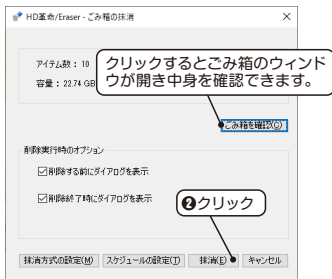 HD革命/Eraser - ごみ箱の抹消
アイテム数： 10
容量： 22.74 GB
クリックするとごみ箱のウィンド
ウが開き中身を確認できます。
ごみ箱を確認(C)
削除実行時のオプション
削除する前にダイアログを表示
削除終了時にダイアログを表示
❷クリック
抹消方式の設定(M) スケジュールの設定(T) 抹消(E) キャンセル